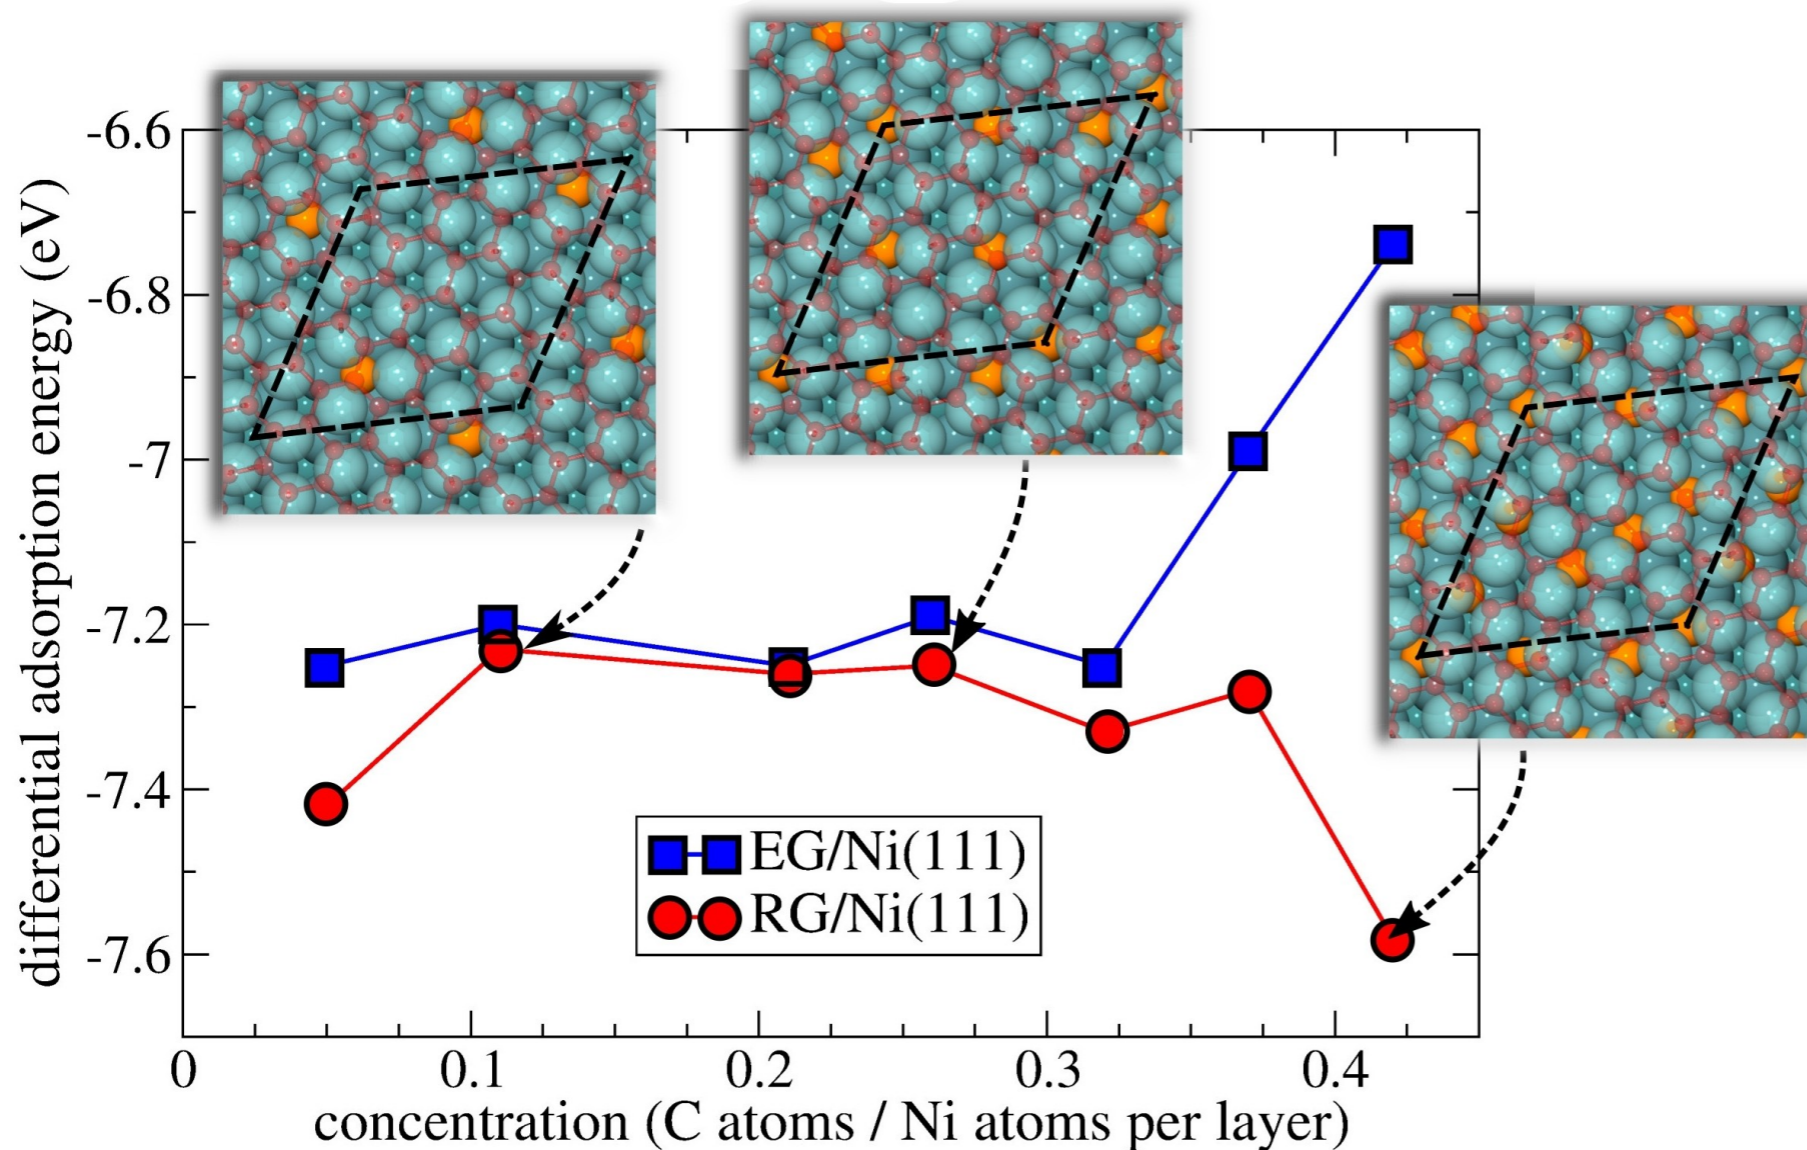 differential adsorption energy (eV)
-6.6
-6.8
-7
-7.2
-7.4
-7.6
EG/Ni(111)
RG/Ni(111)
0
0.1
0.2
0.3
0.4
concentration (C atoms / Ni atoms per layer)